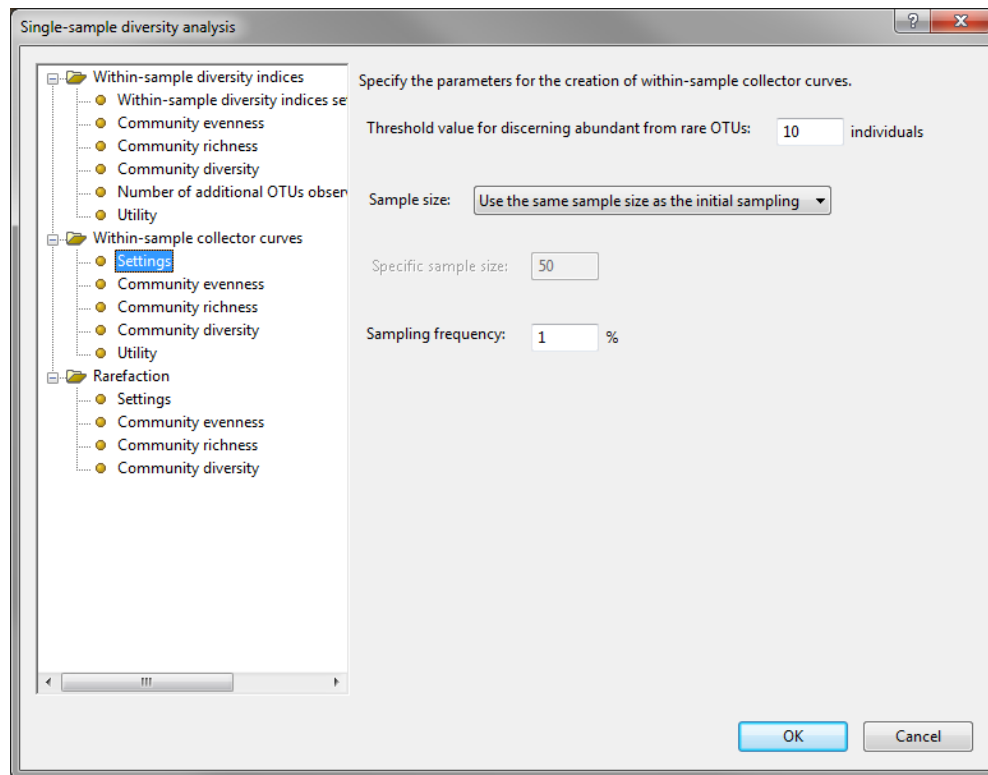 Single-sample diversity analysis
Within-sample diversity indices
Within-sample diversity indices se
Community evenness
Community richness
Community diversity
Number of additional OTUs obser
Utility
Within-sample collector curves
Settings
Community evenness
Community richness
Community diversity
Utility
Rarefaction
Settings
Community evenness
Community richness
Community diversity
Specify the parameters for the creation of within-sample collector curves.
Threshold value for discerning abundant from rare OTUs: 10 individuals
Sample size: Use the same sample size as the initial sampling
Specific sample size: 50
Sampling frequency: 1 %
OK Cancel